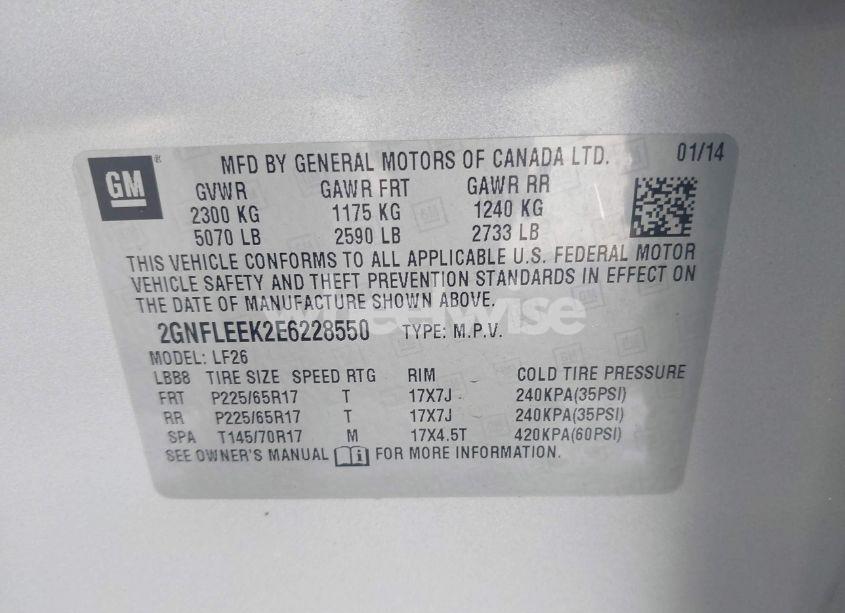 GM
MFD BY GENERAL MOTORS OF CANADA LTD. 01/14
GVWR GAWR FRT GAWR RR
2300 KG 1175 KG 1240 KG
5070 LB 2590 LB 2733 LB
THIS VEHICLE CONFORMS TO ALL APPLICABLE U.S. FEDERAL MOTOR
VEHICLE SAFETY AND THEFT PREVENTION STANDARDS IN EFFECT ON
THE DATE OF MANUFACTURE SHOWN ABOVE.
wheelwise
2GNFLEEK2E6228550 TYPE: M.P.V.
MODEL: LF26
LBB8 TIRE SIZE SPEED RTG RIM COLD TIRE PRESSURE
FRT P225/65R17 T 17X7J 240KPA(35PSI)
RR P225/65R17 T 17X7J 240KPA(35PSI)
SPA T145/70R17 M 17X4.5T 420KPA(60PSI)
SEE OWNER'S MANUAL FOR MORE INFORMATION.